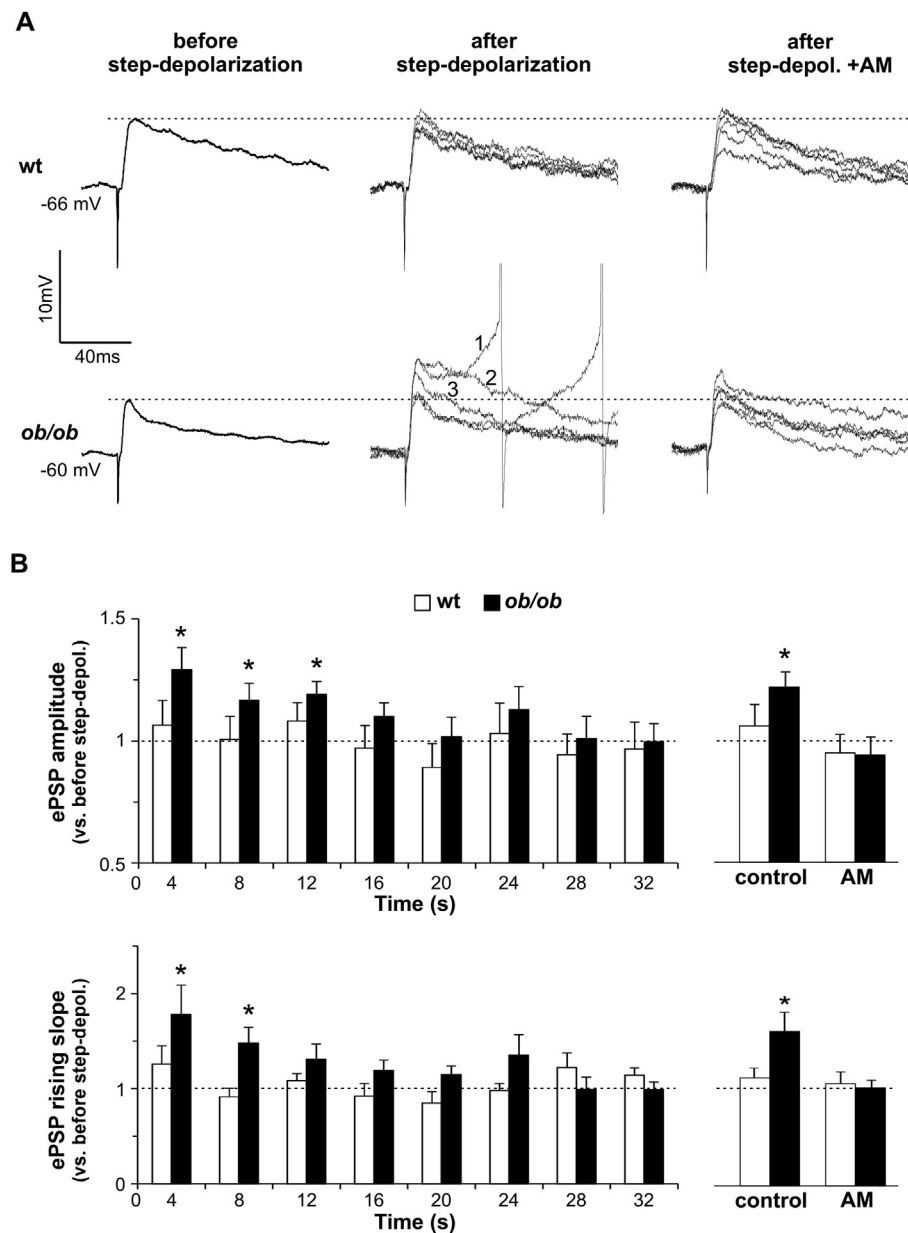 A
before
step-depolarization
after
step-depolarization
after
step-depol. +AM
wt
-66 mV
10mV
40ms
1
2
3
ob/ob
-60 mV
B
wt ob/ob
ePSP amplitude
(vs. before step-depol.)
1.5
1
0.5
* * *
0 4 8 12 16 20 24 28 32
Time (s)
*
control AM
ePSP rising slope
(vs. before step-depol.)
2
1
0
* *
0 4 8 12 16 20 24 28 32
Time (s)
*
control AM